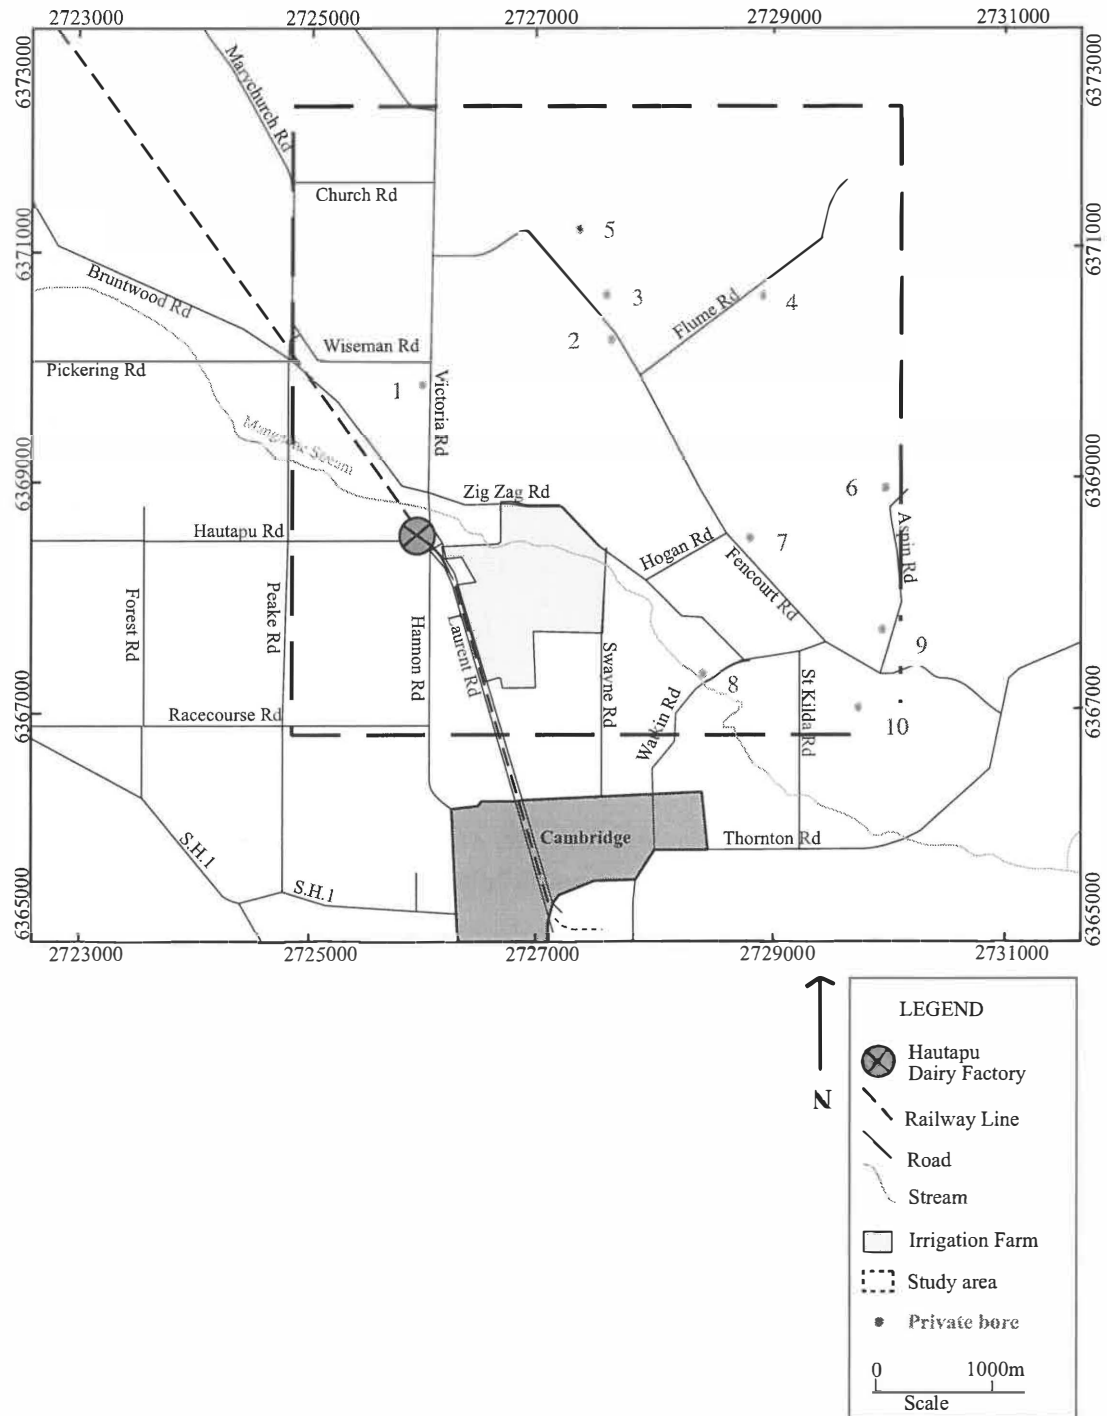 2723000
2725000
2727000
2729000
2731000
6373000
6373000
Marychurch Rd
Church Rd
5
6371000
6371000
Bruntwood Rd
3
Flume Rd
4
2
Wiseman Rd
Pickering Rd
1
Victoria Rd
Stream
6369000
6369000
Zig Zag Rd
6
Hautapu Rd
Aspin Rd
Hogan Rd
7
Fencourt Rd
Forest Rd
Peake Rd
Hannon Rd
Laurent Rd
Swayne Rd
9
8
St Kilda Rd
6367000
6367000
Racecourse Rd
Watkin Rd
10
S.H.1
Cambridge
Thornton Rd
S.H.1
6365000
6365000
2723000
2725000
2727000
2729000
2731000
N
LEGEND
Hautapu
Dairy Factory
Railway Line
Road
Stream
Irrigation Farm
Study area
Private bore
0 1000m
Scale